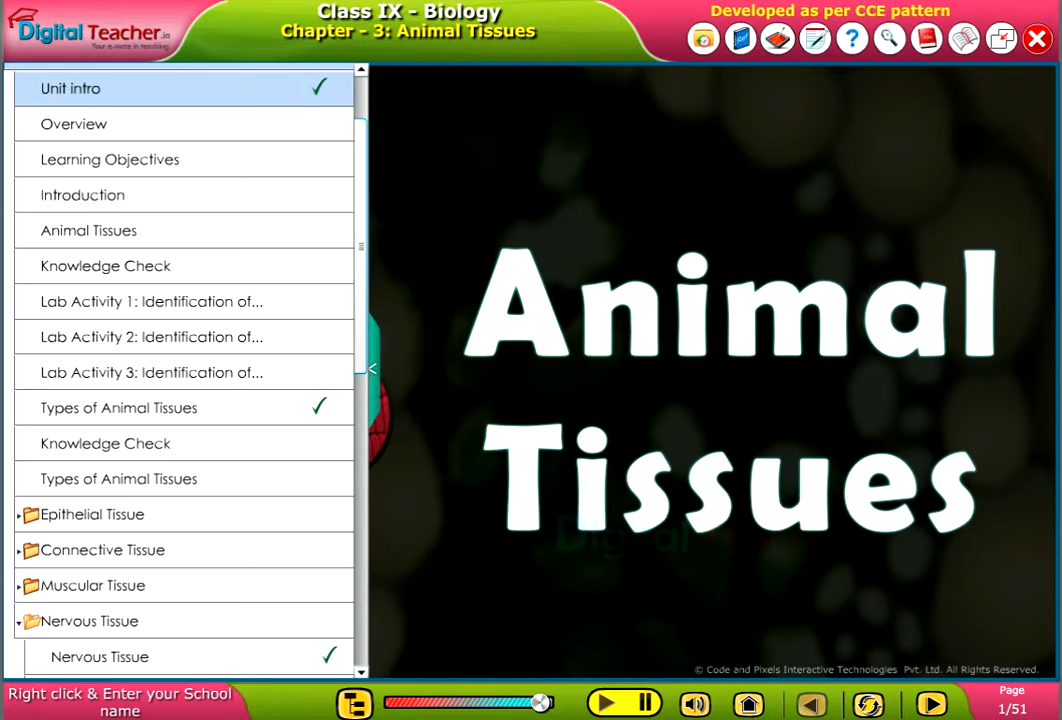 Digital Teacher.in
Your e-mate in teaching...
Class IX - Biology
Chapter - 3: Animal Tissues
Developed as per CCE pattern
Unit intro
Overview
Learning Objectives
Introduction
Animal Tissues
Knowledge Check
Lab Activity 1: Identification of...
Lab Activity 2: Identification of...
Lab Activity 3: Identification of...
Types of Animal Tissues
Knowledge Check
Types of Animal Tissues
Epithelial Tissue
Connective Tissue
Muscular Tissue
Nervous Tissue
Nervous Tissue
Animal
Tissues
© Code and Pixels Interactive Technologies Pvt. Ltd. All Rights Reserved.
Right click & Enter your School
name
Page
1/51